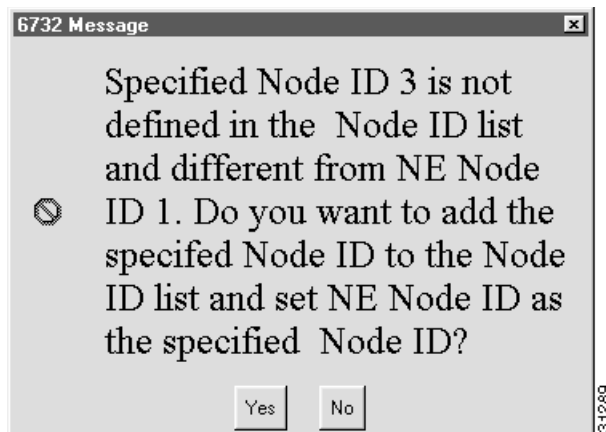 6732 Message
Specified Node ID 3 is not
defined in the  Node ID list
and different from NE Node
ID 1. Do you want to add the
specifed Node ID to the Node
ID list and set NE Node ID as
the specified  Node ID?
Yes
No
31289